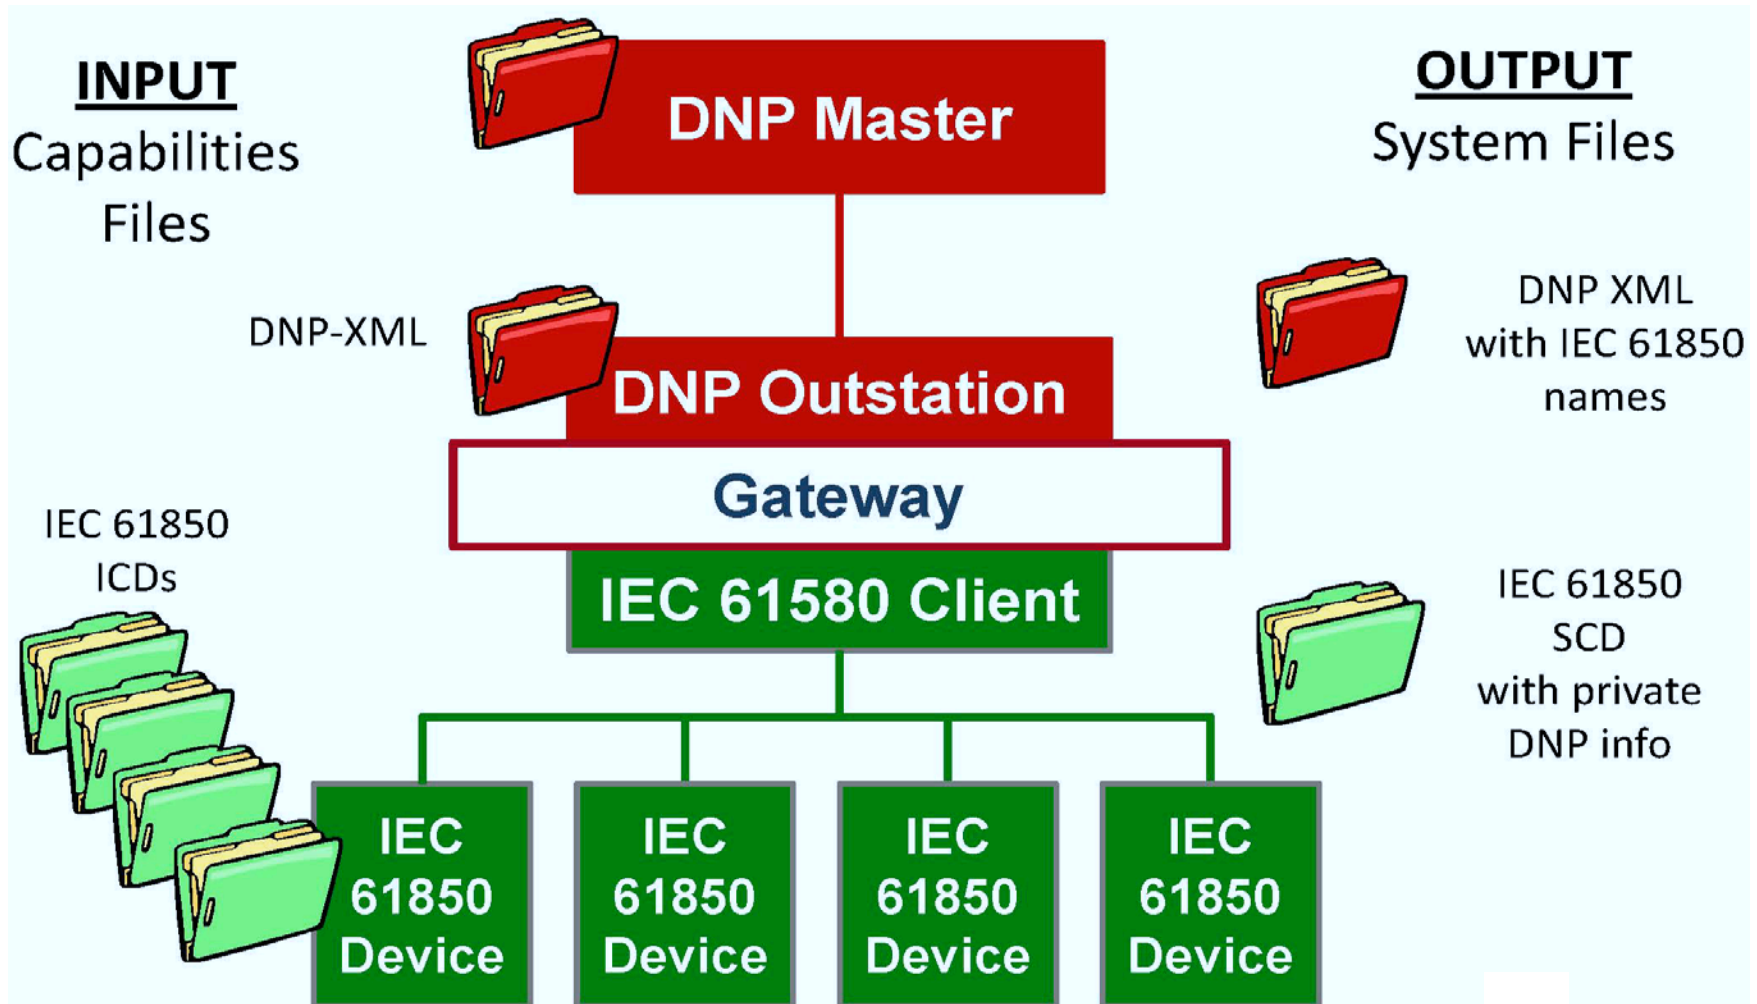 INPUT
Capabilities
Files
DNP Master
OUTPUT
System Files
DNP-XML
DNP Outstation
DNP XML
with IEC 61850
names
Gateway
IEC 61850
ICDs
IEC 61580 Client
IEC 61850
SCD
with private
DNP info
IEC
61850
Device
IEC
61850
Device
IEC
61850
Device
IEC
61850
Device